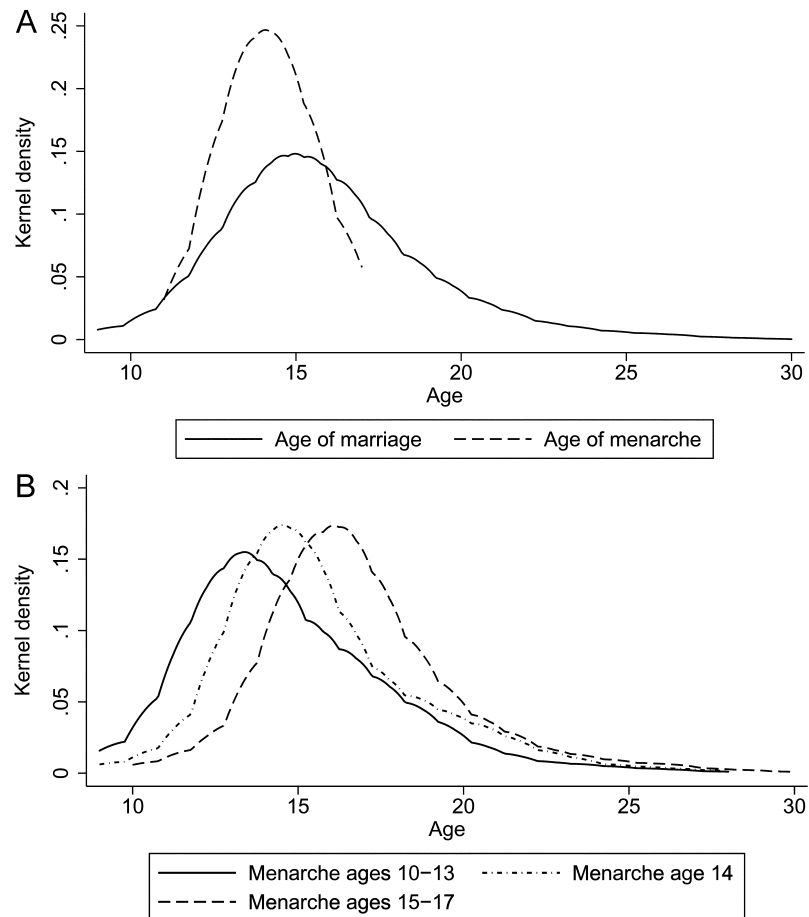 A
.25
.2
.15
.1
.05
0
Kernel density
10 15 20 25 30
Age
Age of marriage Age of menarche
B
.2
.15
.1
.05
0
Kernel density
10 15 20 25 30
Age
Menarche ages 10−13 Menarche age 14
Menarche ages 15−17